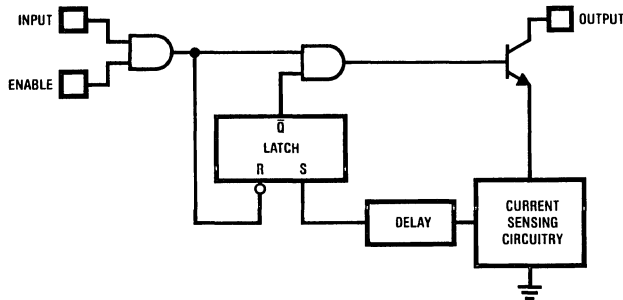 INPUT
OUTPUT
ENABLE
Q̅
LATCH
R S
DELAY
CURRENT
SENSING
CIRCUITRY